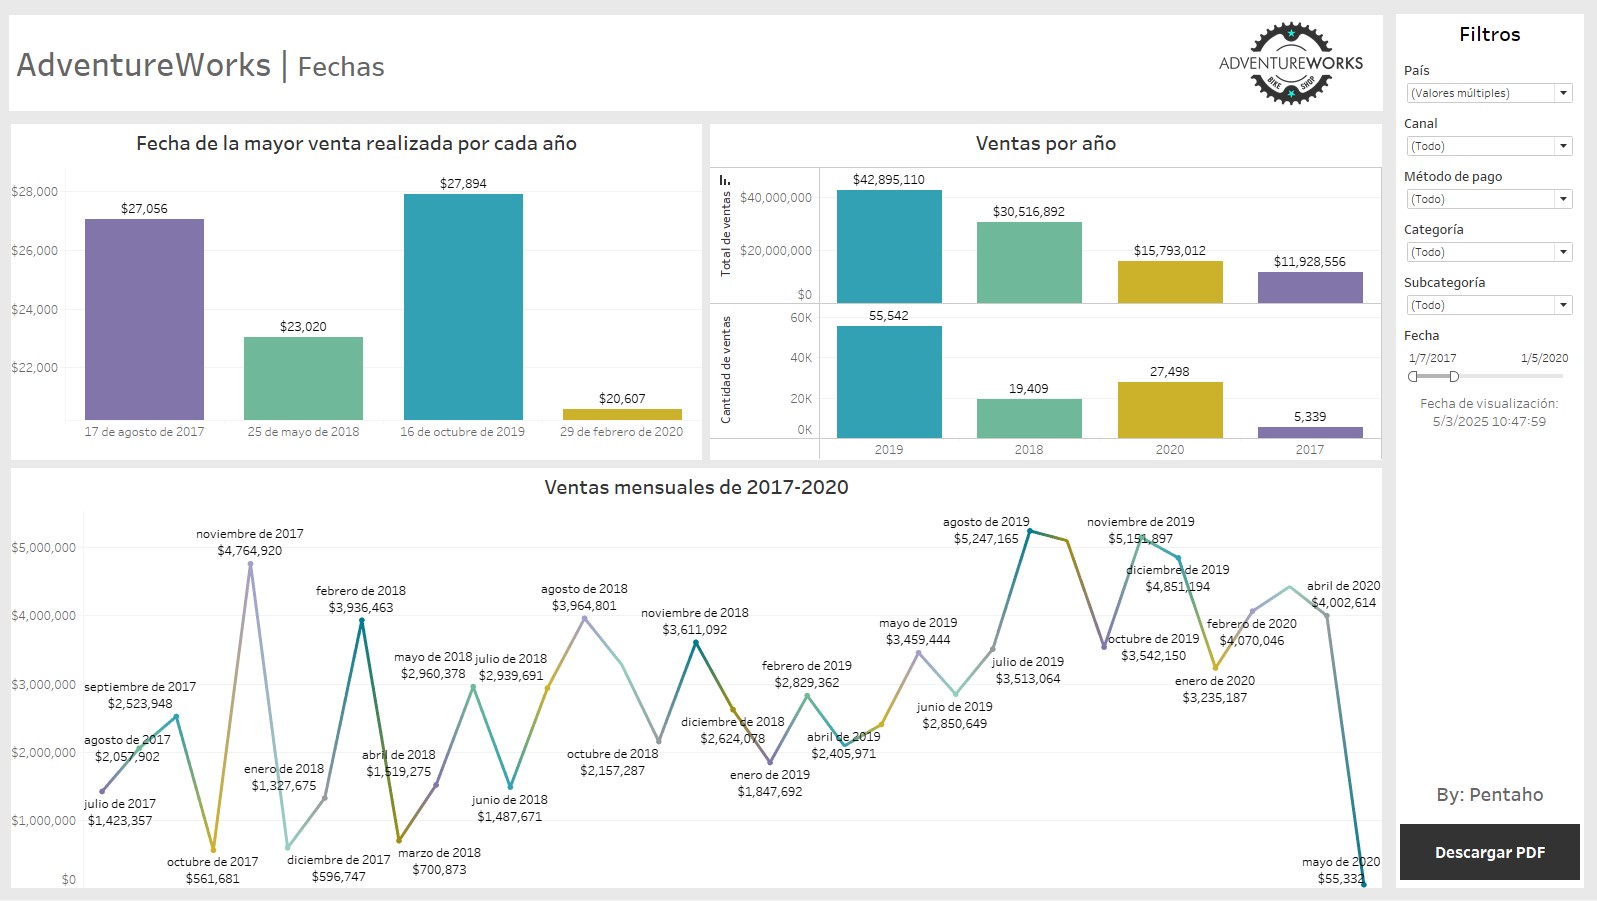 AdventureWorks | Fechas
ADVENTUREWORKS
BIKE SHOP
Fecha de la mayor venta realizada por cada año
$28,000
$26,000
$24,000
$22,000
$27,056
$23,020
$27,894
$20,607
17 de agosto de 2017
25 de mayo de 2018
16 de octubre de 2019
29 de febrero de 2020
Ventas por año
Total de ventas
$40,000,000
$20,000,000
$0
$42,895,110
$30,516,892
$15,793,012
$11,928,556
Cantidad de ventas
60K
40K
20K
0K
55,542
19,409
27,498
5,339
2019
2018
2020
2017
Ventas mensuales de 2017-2020
$5,000,000
$4,000,000
$3,000,000
$2,000,000
$1,000,000
$0
julio de 2017
$1,423,357
agosto de 2017
$2,057,902
septiembre de 2017
$2,523,948
octubre de 2017
$561,681
noviembre de 2017
$4,764,920
diciembre de 2017
$596,747
enero de 2018
$1,327,675
febrero de 2018
$3,936,463
marzo de 2018
$700,873
abril de 2018
$1,519,275
mayo de 2018
$2,960,378
junio de 2018
$1,487,671
julio de 2018
$2,939,691
agosto de 2018
$3,964,801
octubre de 2018
$2,157,287
noviembre de 2018
$3,611,092
diciembre de 2018
$2,624,078
enero de 2019
$1,847,692
febrero de 2019
$2,829,362
abril de 2019
$2,405,971
mayo de 2019
$3,459,444
junio de 2019
$2,850,649
julio de 2019
$3,513,064
agosto de 2019
$5,247,165
octubre de 2019
$3,542,150
noviembre de 2019
$5,151,897
diciembre de 2019
$4,851,194
enero de 2020
$3,235,187
febrero de 2020
$4,070,046
abril de 2020
$4,002,614
mayo de 2020
$55,332
Filtros
País
(Valores múltiples)
Canal
(Todo)
Método de pago
(Todo)
Categoría
(Todo)
Subcategoría
(Todo)
Fecha
1/7/2017
1/5/2020
Fecha de visualización:
5/3/2025 10:47:59
By: Pentaho
Descargar PDF